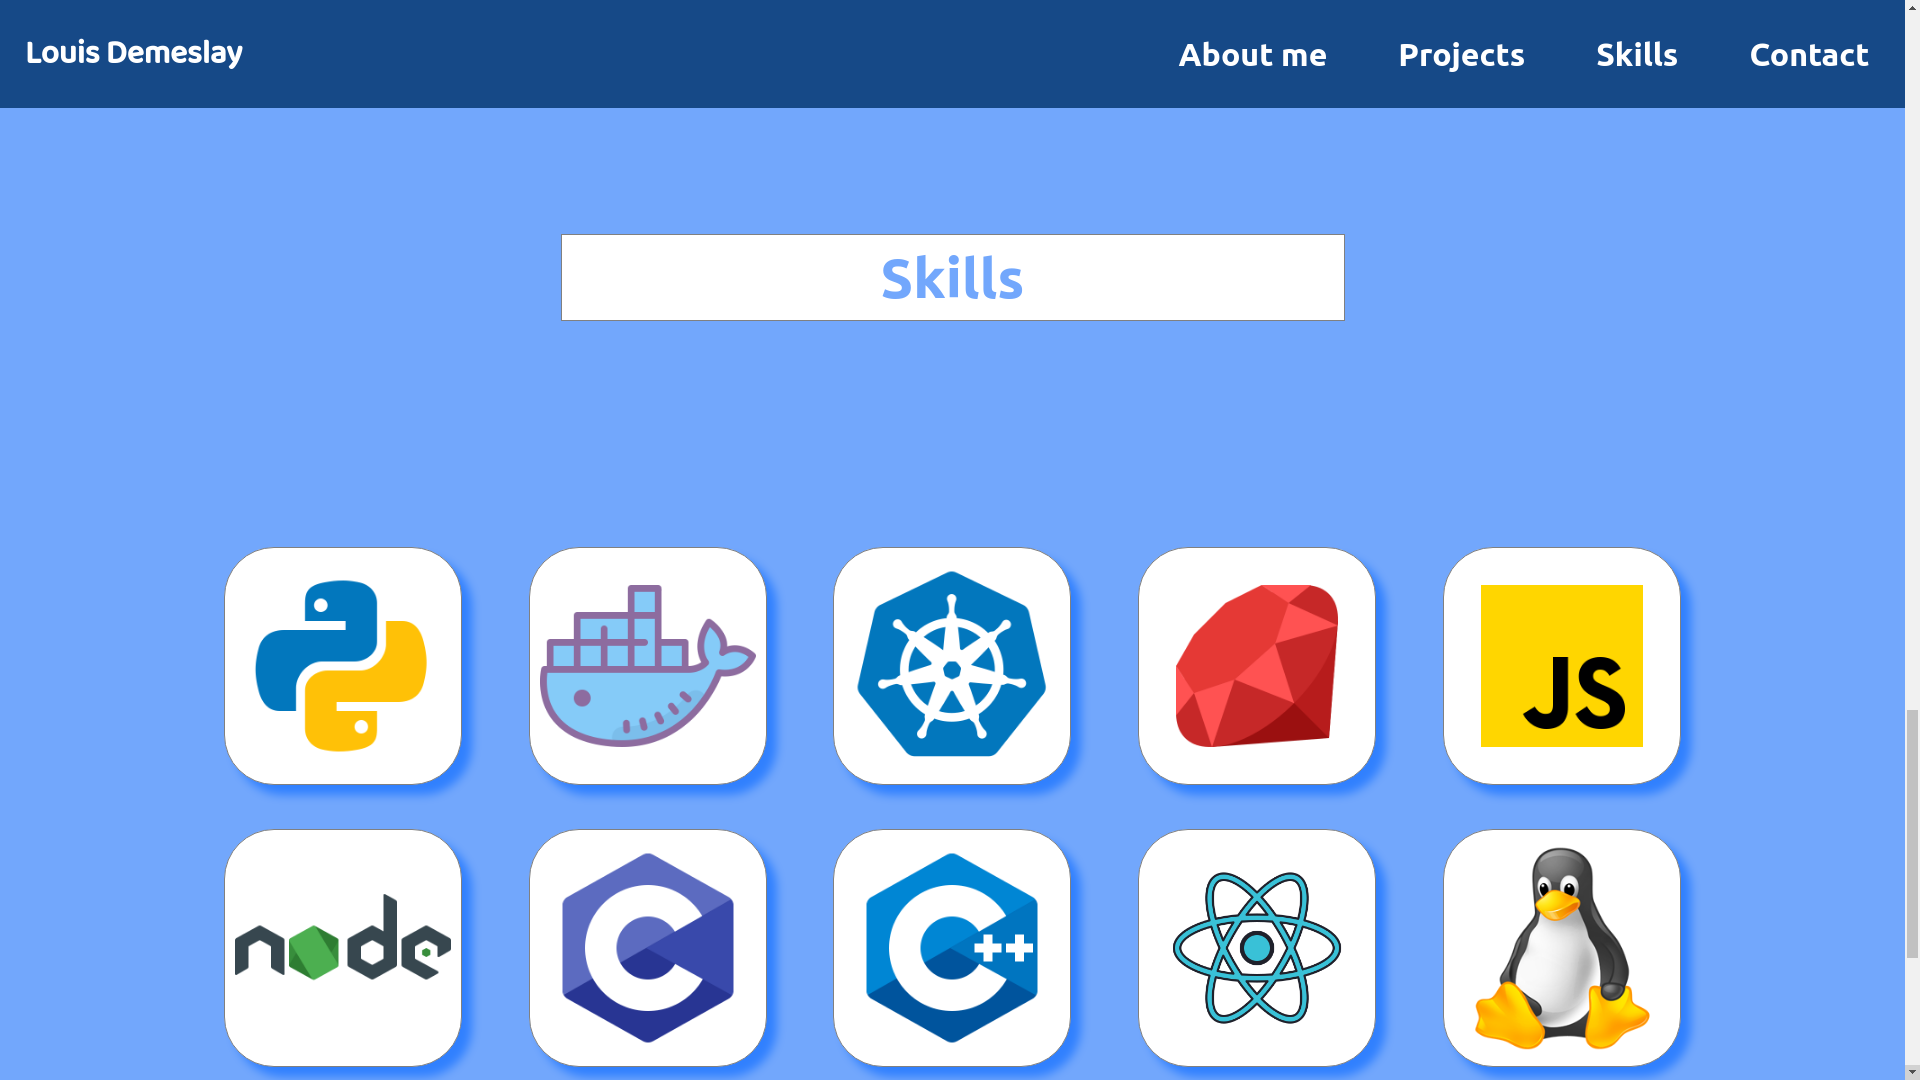 Louis Demeslay
About me Projects Skills Contact
Skills
JS
node
C
C++